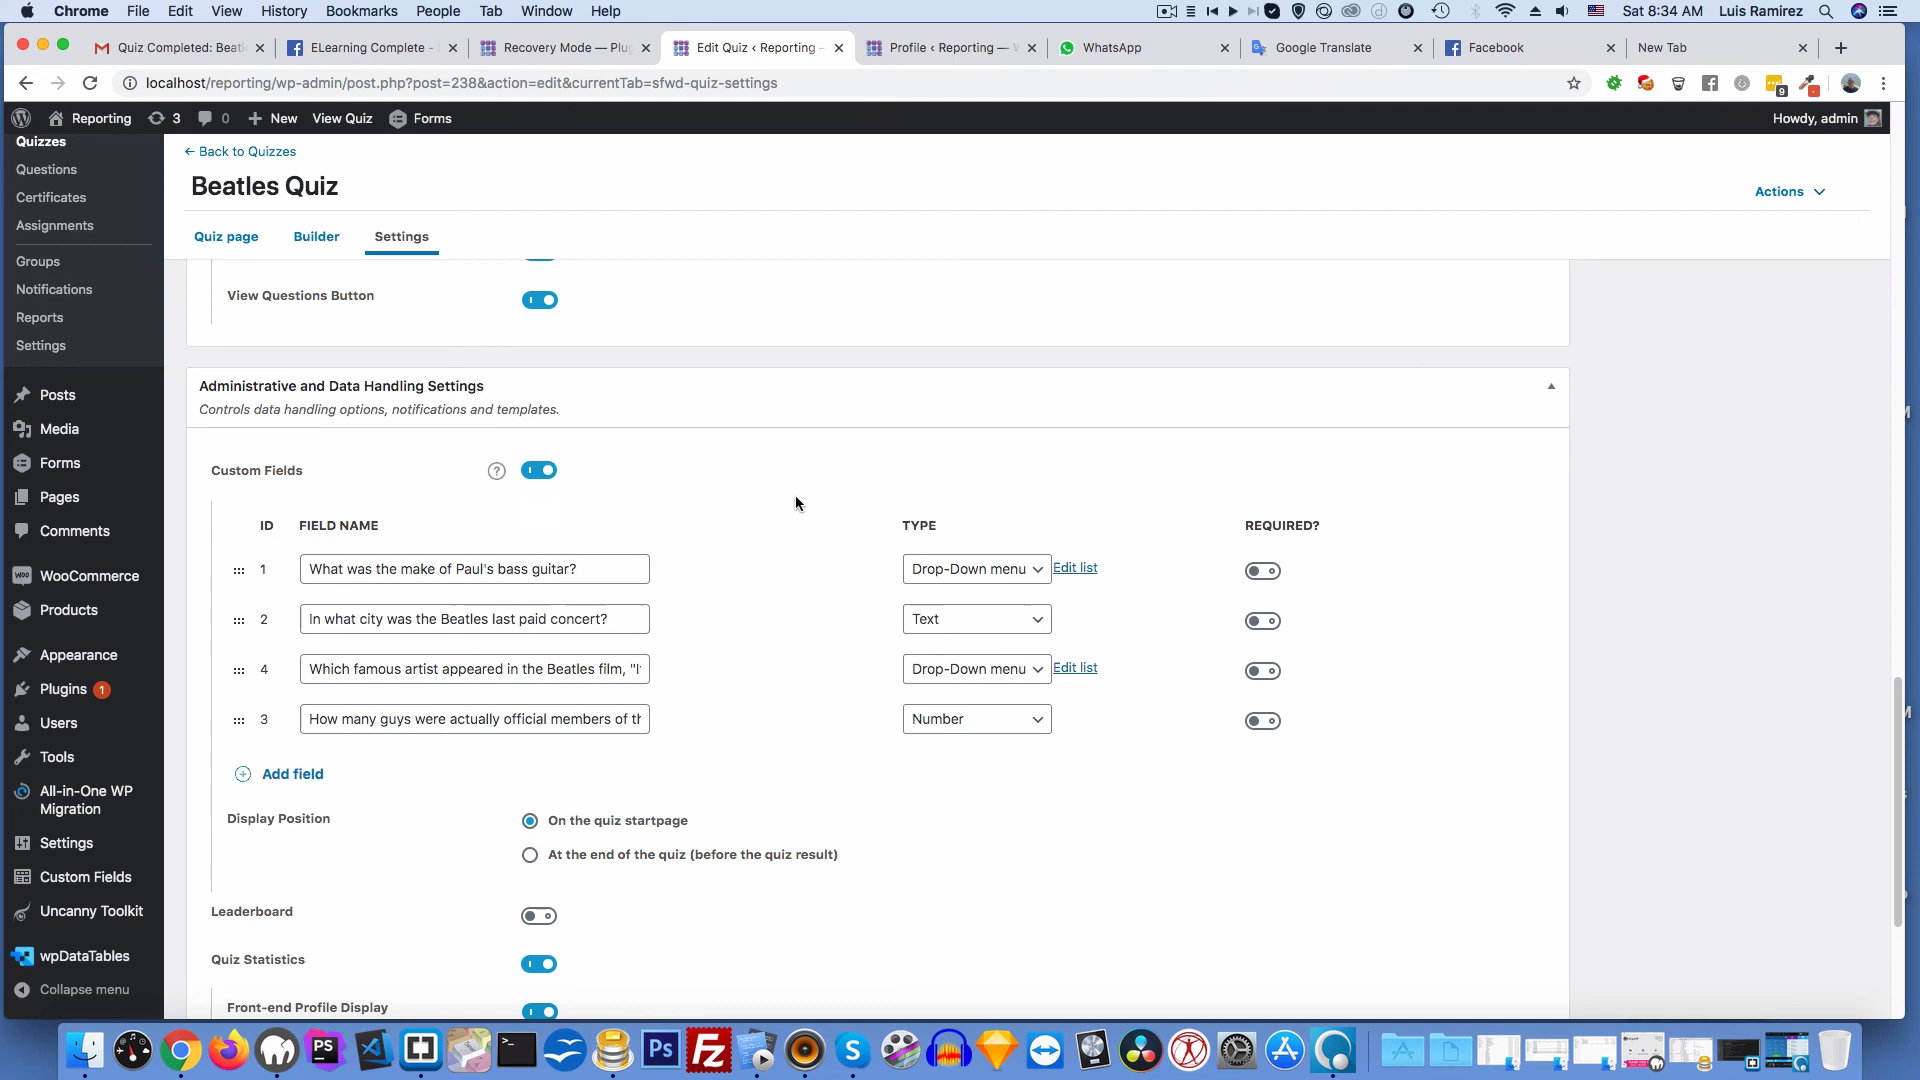 Chrome File Edit View History Bookmarks People Tab Window Help Sat 8:34 AM Luis Ramirez
Quiz Completed: Beatl ELearning Complete - Recovery Mode — Plug Edit Quiz ‹ Reporting — Profile ‹ Reporting — WhatsApp Google Translate Facebook New Tab
localhost/reporting/wp-admin/post.php?post=238&action=edit&currentTab=sfwd-quiz-settings
9
Reporting 3 0 New View Quiz Forms Howdy, admin
Quizzes
Questions
Certificates
Assignments
Groups
Notifications
Reports
Settings
Posts
Media
Forms
Pages
Comments
WooCommerce
Products
Appearance
Plugins 1
Users
Tools
All-in-One WP
Migration
Settings
Custom Fields
Uncanny Toolkit
wpDataTables
Collapse menu
← Back to Quizzes
Beatles Quiz
Actions
Quiz page Builder Settings
View Questions Button
Administrative and Data Handling Settings
Controls data handling options, notifications and templates.
Custom Fields ?
ID FIELD NAME TYPE REQUIRED?
1 What was the make of Paul's bass guitar? Drop-Down menu Edit list
2 In what city was the Beatles last paid concert? Text
4 Which famous artist appeared in the Beatles film, "I Drop-Down menu Edit list
3 How many guys were actually official members of th Number
Add field
Display Position
On the quiz startpage
At the end of the quiz (before the quiz result)
Leaderboard
Quiz Statistics
Front-end Profile Display
PS
Ps
Fz
S